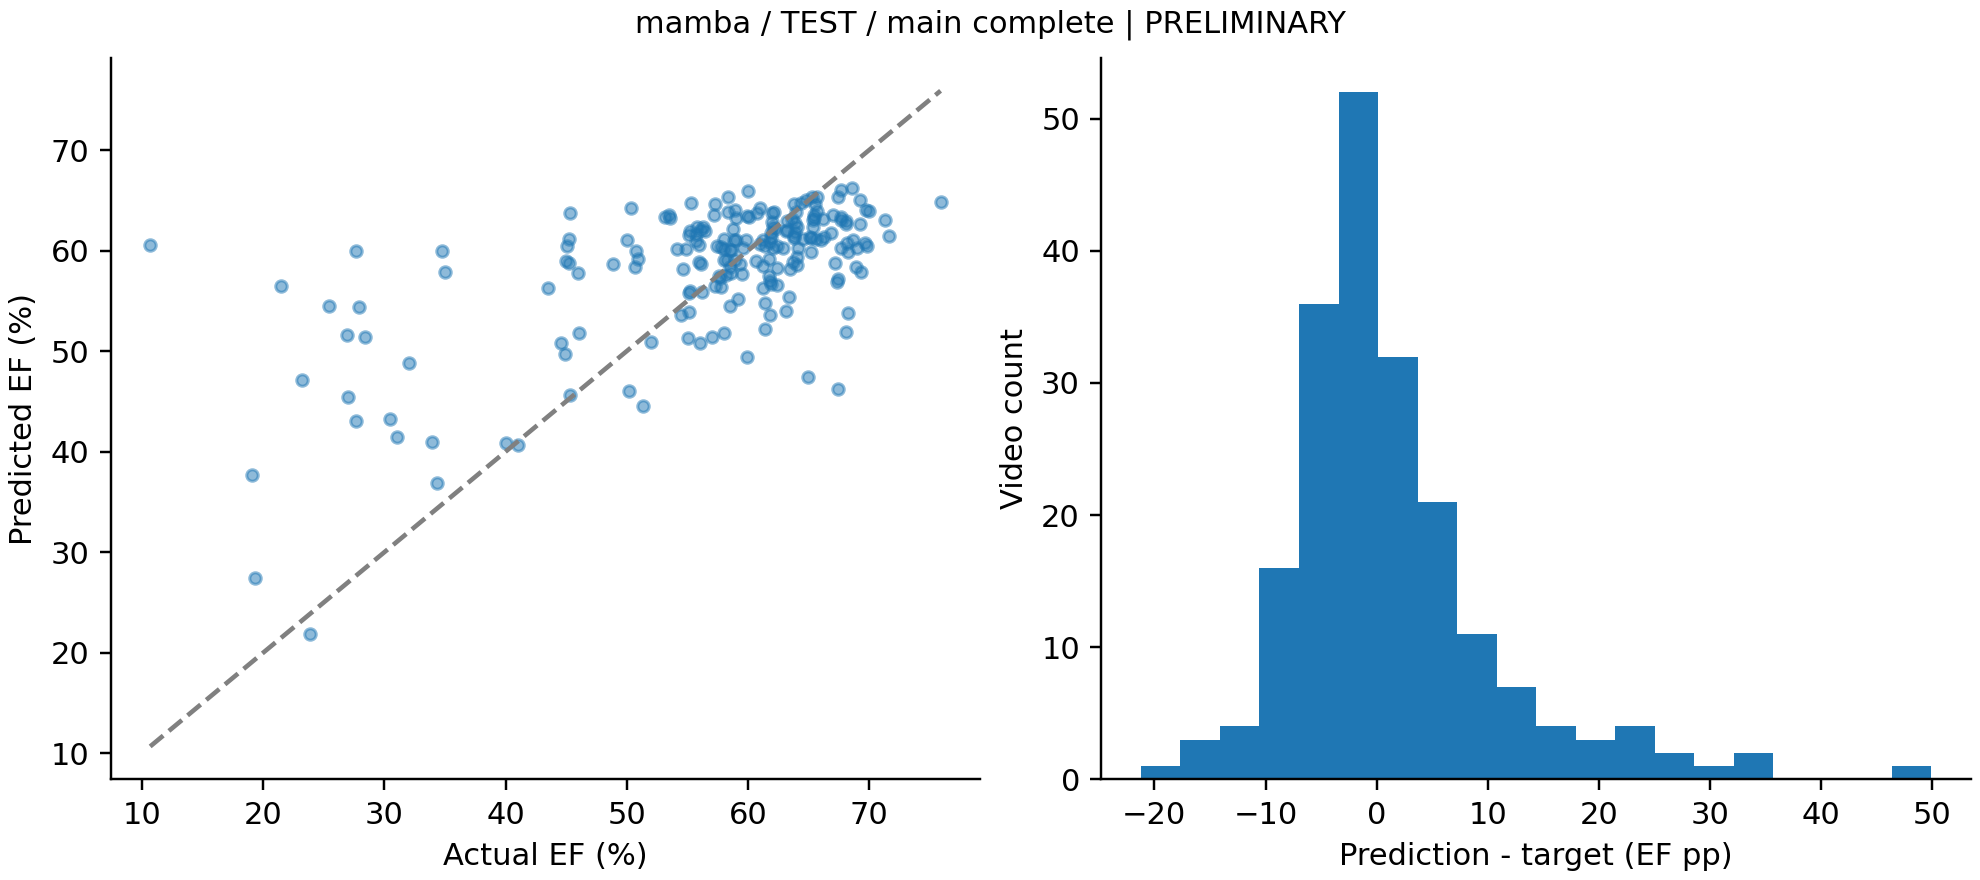 mamba / TEST / main complete | PRELIMINARY
Predicted EF (%)
70
60
50
40
30
20
10
10 20 30 40 50 60 70
Actual EF (%)
Video count
50
40
30
20
10
0
−20 −10 0 10 20 30 40 50
Prediction - target (EF pp)